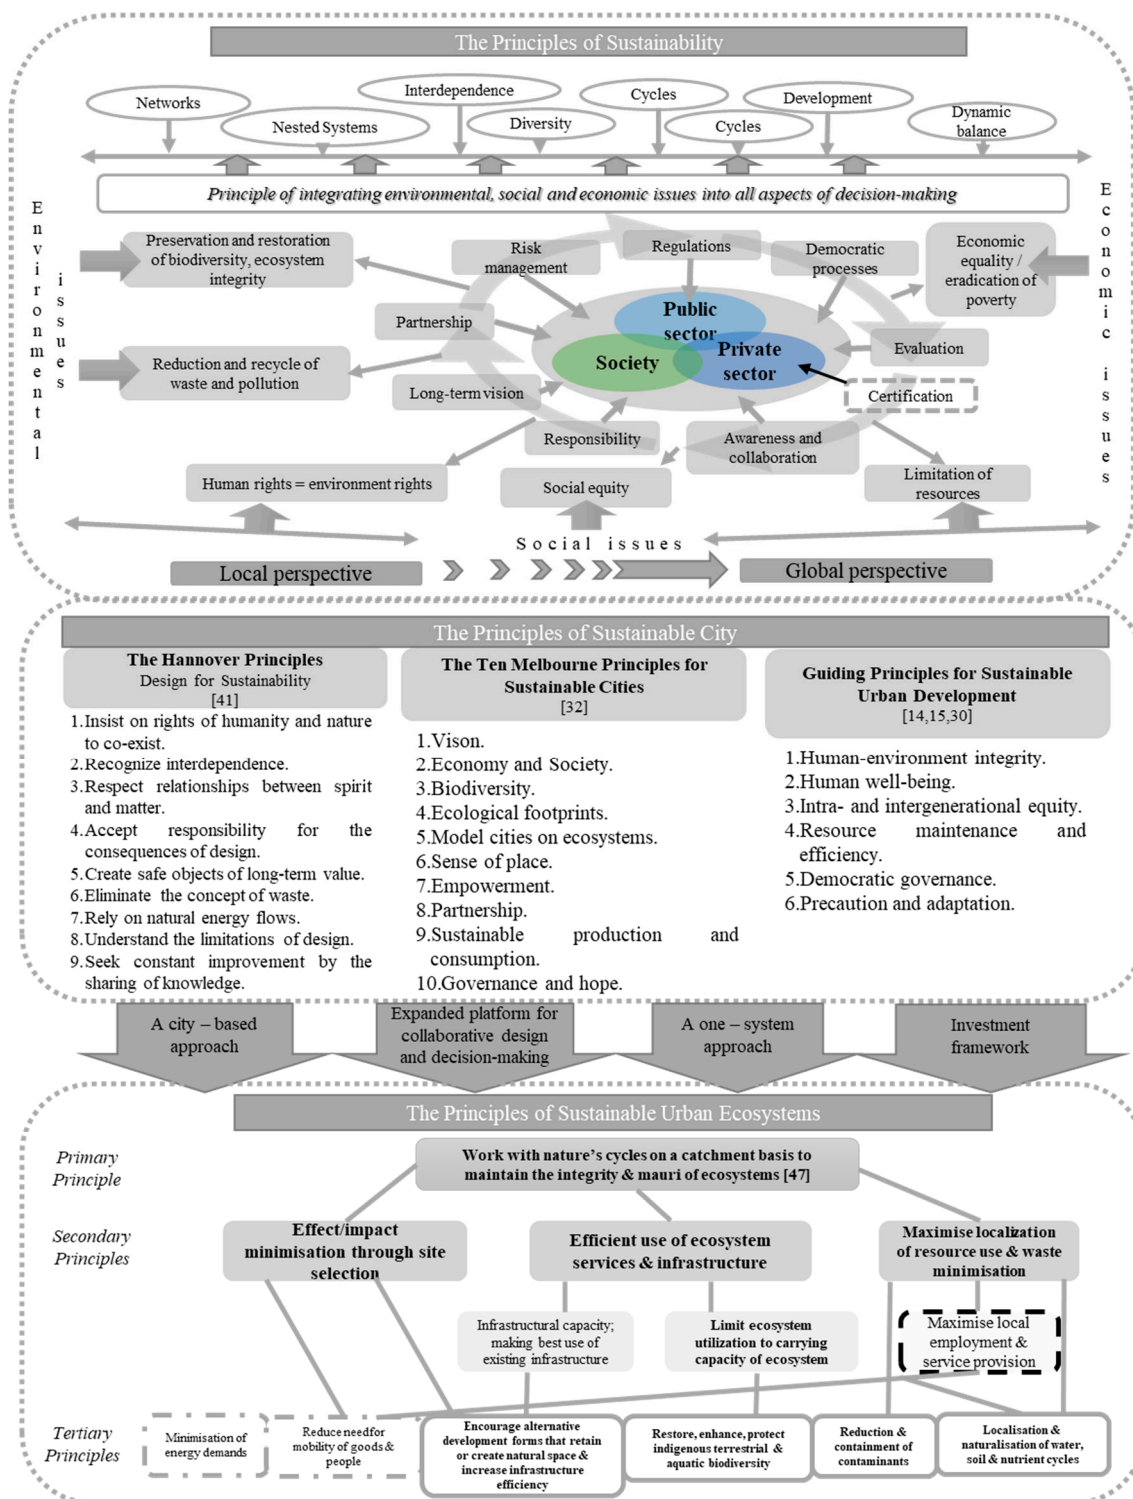 The Principles of Sustainability
Networks
Nested Systems
Interdependence
Diversity
Cycles
Cycles
Development
Dynamic
balance
Principle of integrating environmental, social and economic issues into all aspects of decision-making
Environmental
issues
Economic issues
Preservation and restoration
of biodiversity, ecosystem
integrity
Risk
management
Regulations
Democratic
processes
Economic
equality /
eradication of
poverty
Partnership
Public
sector
Society
Private
sector
Evaluation
Reduction and recycle of
waste and pollution
Long-term vision
Certification
Responsibility
Awareness and
collaboration
Human rights = environment rights
Social equity
Limitation of
resources
Social issues
Local perspective
Global perspective
The Principles of Sustainable City
The Hannover Principles
Design for Sustainability
[41]
1.Insist on rights of humanity and nature
to co-exist.
2.Recognize interdependence.
3.Respect relationships between spirit
and matter.
4.Accept responsibility for the
consequences of design.
5.Create safe objects of long-term value.
6.Eliminate the concept of waste.
7.Rely on natural energy flows.
8.Understand the limitations of design.
9.Seek constant improvement by the
sharing of knowledge.
The Ten Melbourne Principles for
Sustainable Cities
[32]
1.Vison.
2.Economy and Society.
3.Biodiversity.
4.Ecological footprints.
5.Model cities on ecosystems.
6.Sense of place.
7.Empowerment.
8.Partnership.
9.Sustainable production and
consumption.
10.Governance and hope.
Guiding Principles for Sustainable
Urban Development
[14,15,30]
1.Human-environment integrity.
2.Human well-being.
3.Intra- and intergenerational equity.
4.Resource maintenance and
efficiency.
5.Democratic governance.
6.Precaution and adaptation.
A city – based
approach
Expanded platform for
collaborative design
and decision-making
A one – system
approach
Investment
framework
The Principles of Sustainable Urban Ecosystems
Primary
Principle
Work with nature's cycles on a catchment basis to
maintain the integrity & mauri of ecosystems [47]
Secondary
Principles
Effect/impact
minimisation through site
selection
Efficient use of ecosystem
services & infrastructure
Maximise localization
of resource use & waste
minimisation
Infrastructural capacity;
making best use of
existing infrastructure
Limit ecosystem
utilization to carrying
capacity of ecosystem
Maximise local
employment &
service provision
Tertiary
Principles
Minimisation of
energy demands
Reduce need for
mobility of goods &
people
Encourage alternative
development forms that retain
or create natural space &
increase infrastructure
efficiency
Restore, enhance, protect
indigenous terrestrial &
aquatic biodiversity
Reduction &
containment of
contaminants
Localisation &
naturalisation of water,
soil & nutrient cycles